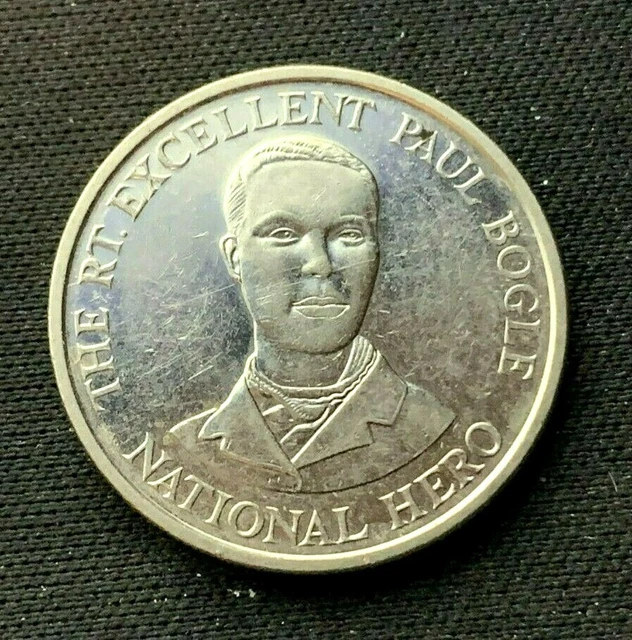 THE RT. EXCELLENT PAUL BOGLE
NATIONAL HERO